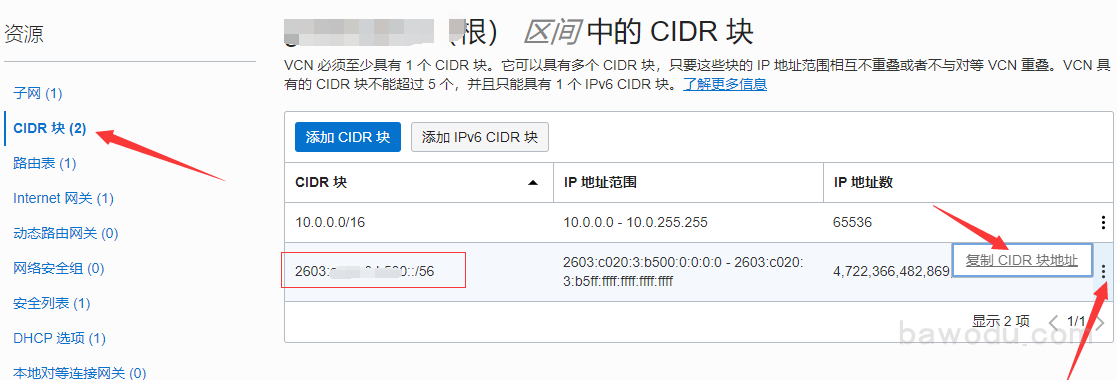 资源
子网 (1)
CIDR 块 (2)
路由表 (1)
Internet 网关 (1)
动态路由网关 (0)
网络安全组 (0)
安全列表 (1)
DHCP 选项 (1)
本地对等连接网关 (0)
(根) 区间 中的 CIDR 块
VCN 必须至少具有 1 个 CIDR 块。它可以具有多个 CIDR 块，只要这些块的 IP 地址范围相互不重叠或者不与对等 VCN 重叠。VCN 具
有的 CIDR 块不能超过 5 个，并且只能具有 1 个 IPv6 CIDR 块。了解更多信息
添加 CIDR 块 添加 IPv6 CIDR 块
CIDR 块 IP 地址范围 IP 地址数
10.0.0.0/16 10.0.0.0 - 10.0.255.255 65536
2603: ::/56 2603:c020:3:b500:0:0:0:0 - 2603:c020:
3:b5ff:ffff:ffff:ffff:ffff
4,722,366,482,869, 复制 CIDR 块地址
显示 2 项 1/1
bawodu.com